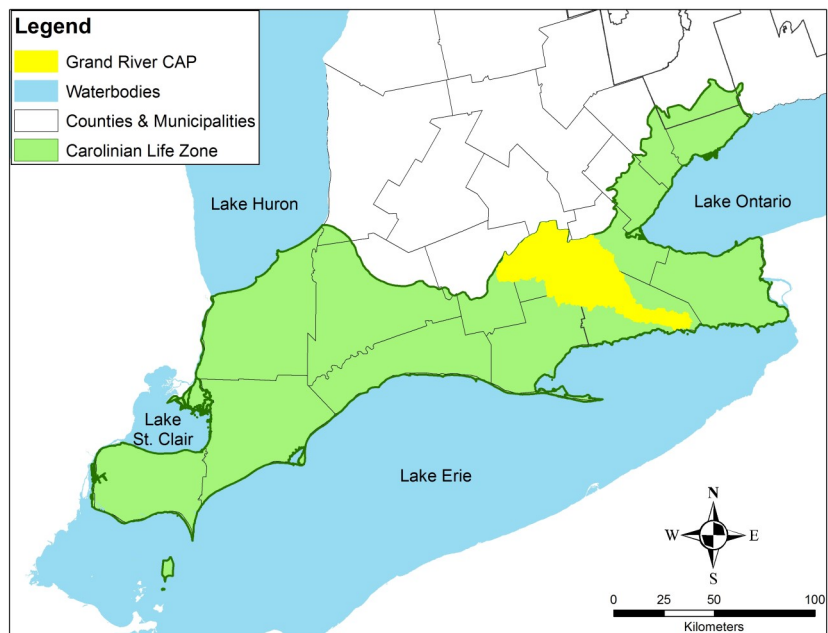 Legend
Grand River CAP
Waterbodies
Counties & Municipalities
Carolinian Life Zone
Lake Huron
Lake Ontario
Lake
St. Clair
Lake Erie
N
W
E
S
0 25 50 100
Kilometers